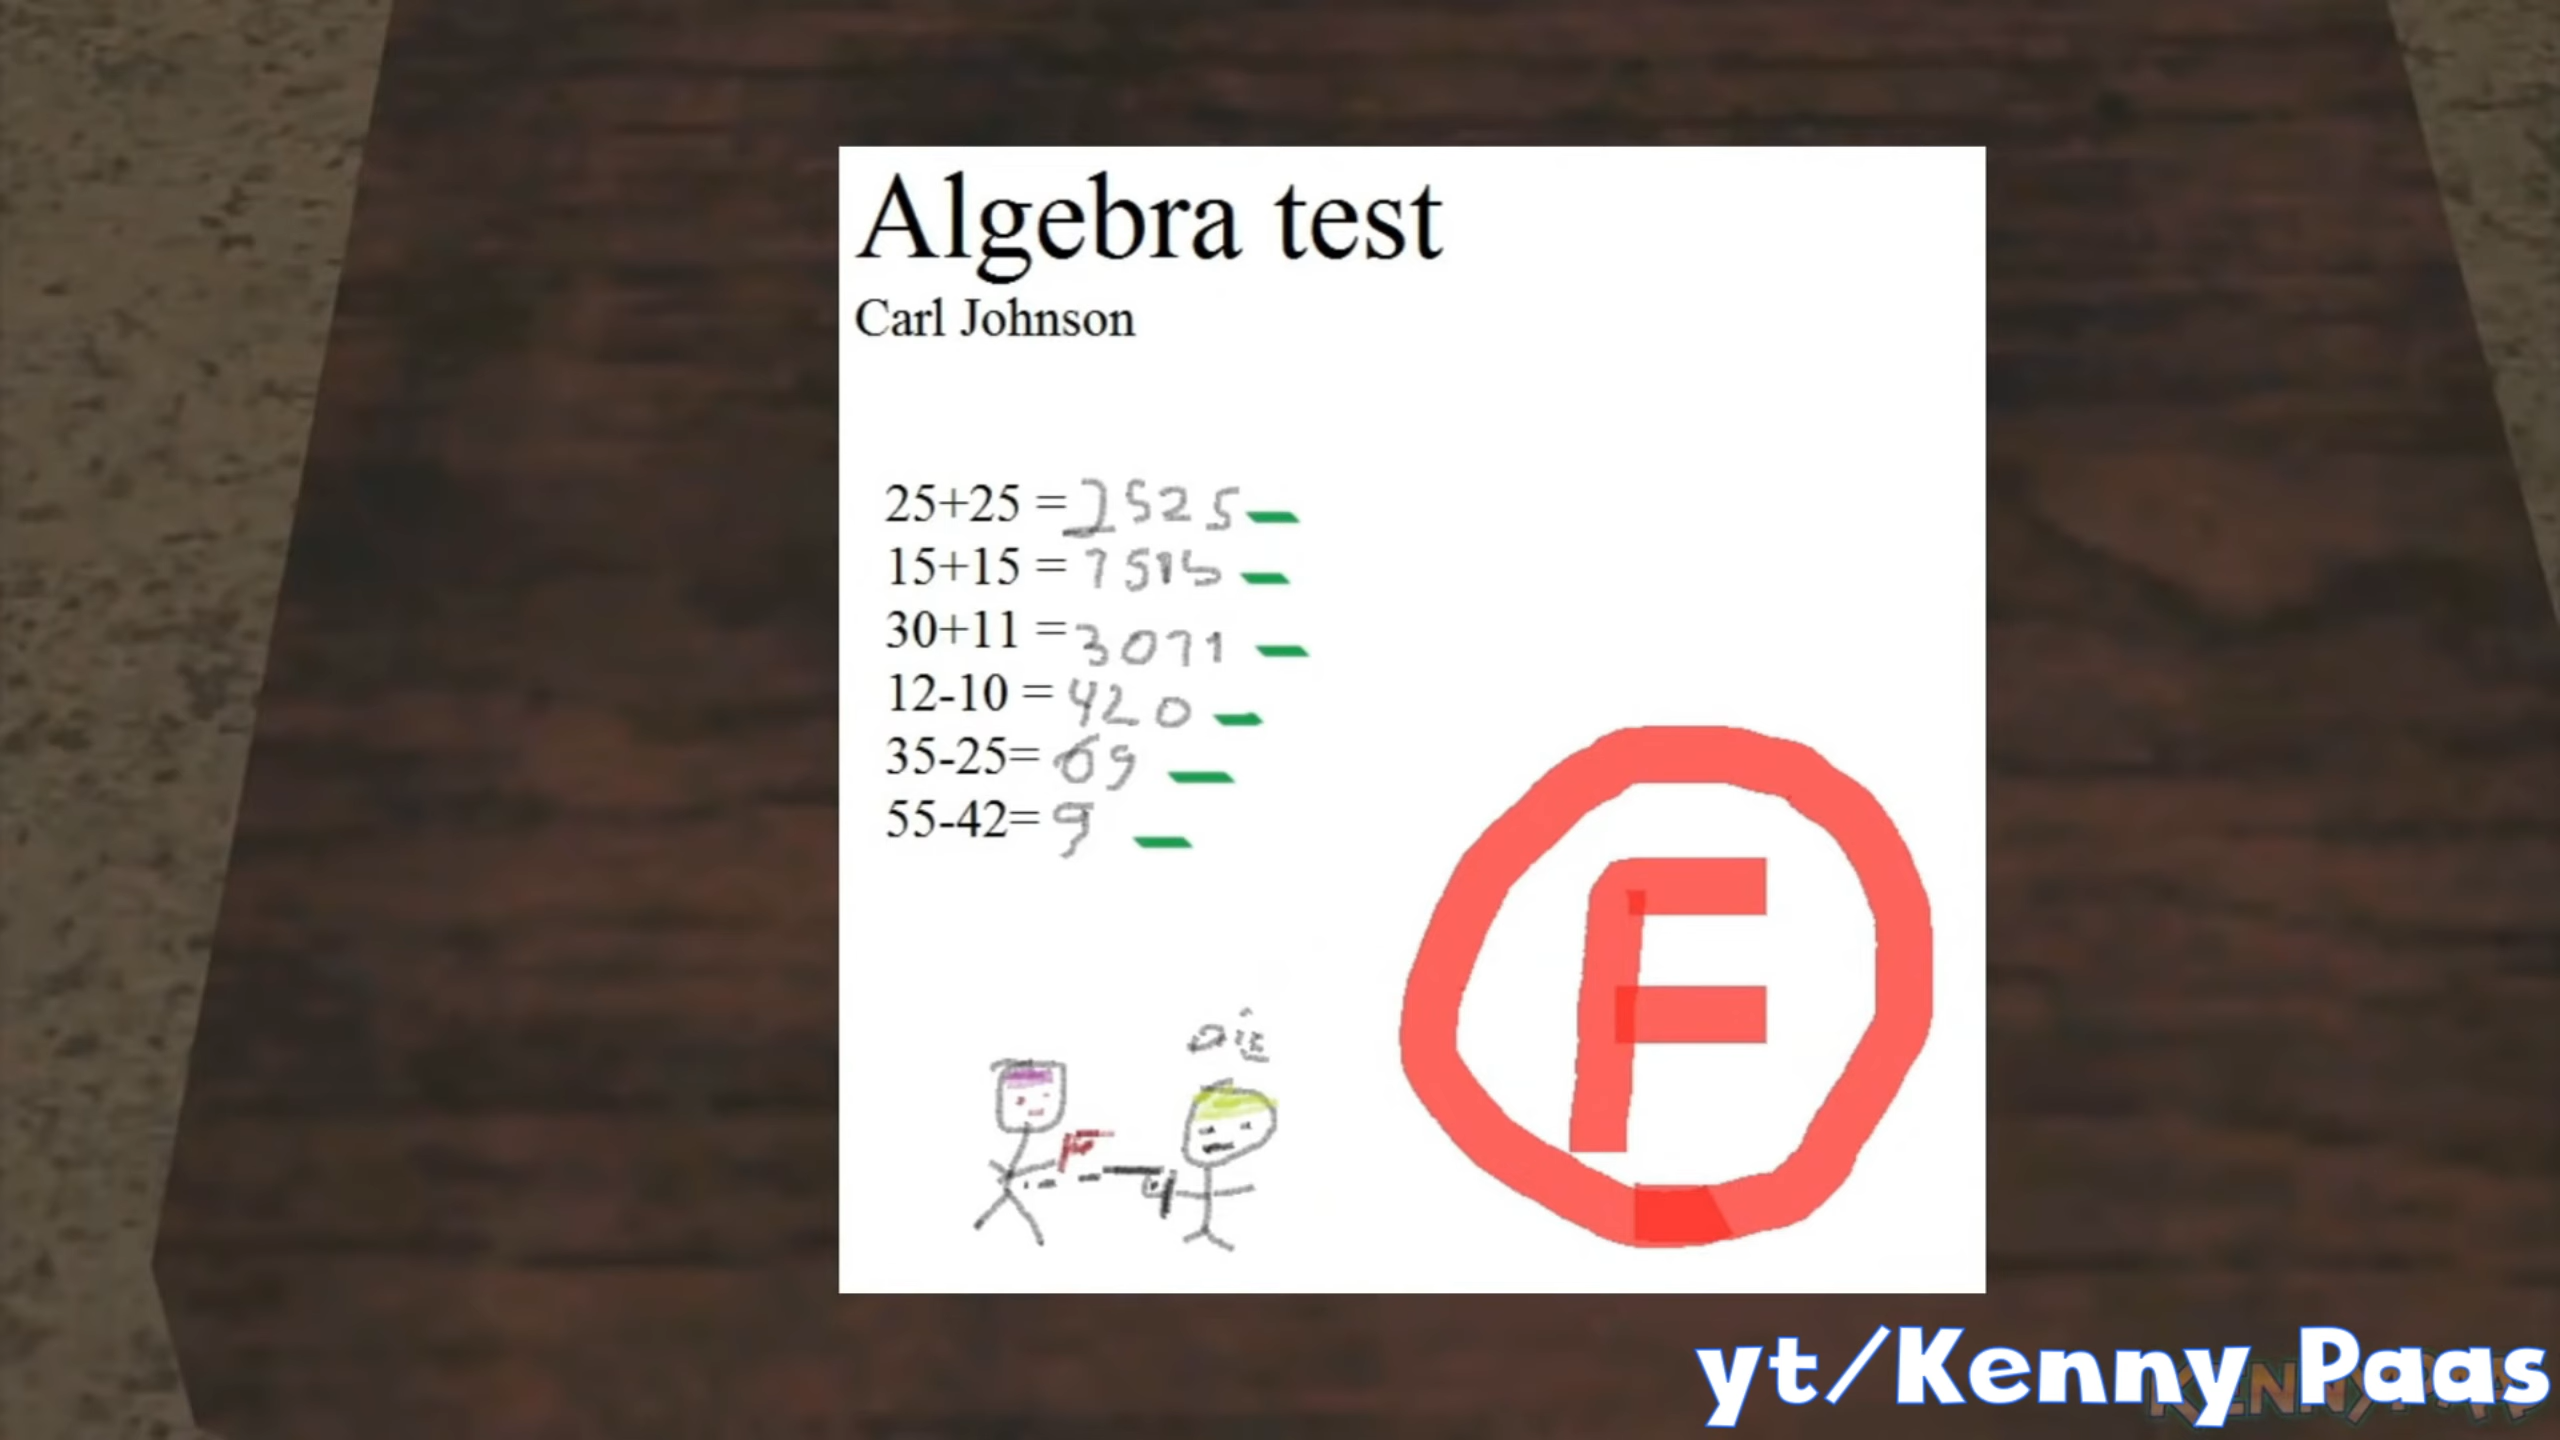 Algebra test
Carl Johnson
25+25 = 2525
15+15 = 1515
30+11 = 3011
12-10 = 420
35-25= 69
55-42= 9
F
Die
F
yt/Kenny Paas